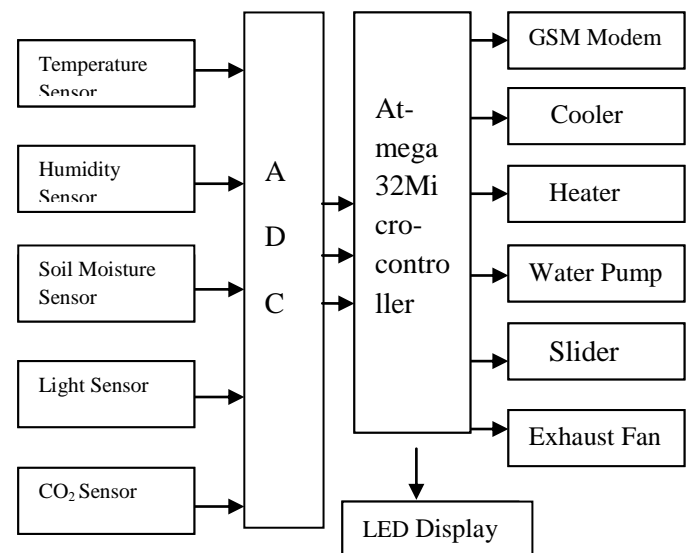 Temperature
Sensor
Humidity
Sensor
Soil Moisture
Sensor
Light Sensor
CO₂ Sensor
A
D
C
At-
mega
32Mi
cro-
contro
ller
GSM Modem
Cooler
Heater
Water Pump
Slider
Exhaust Fan
LED Display